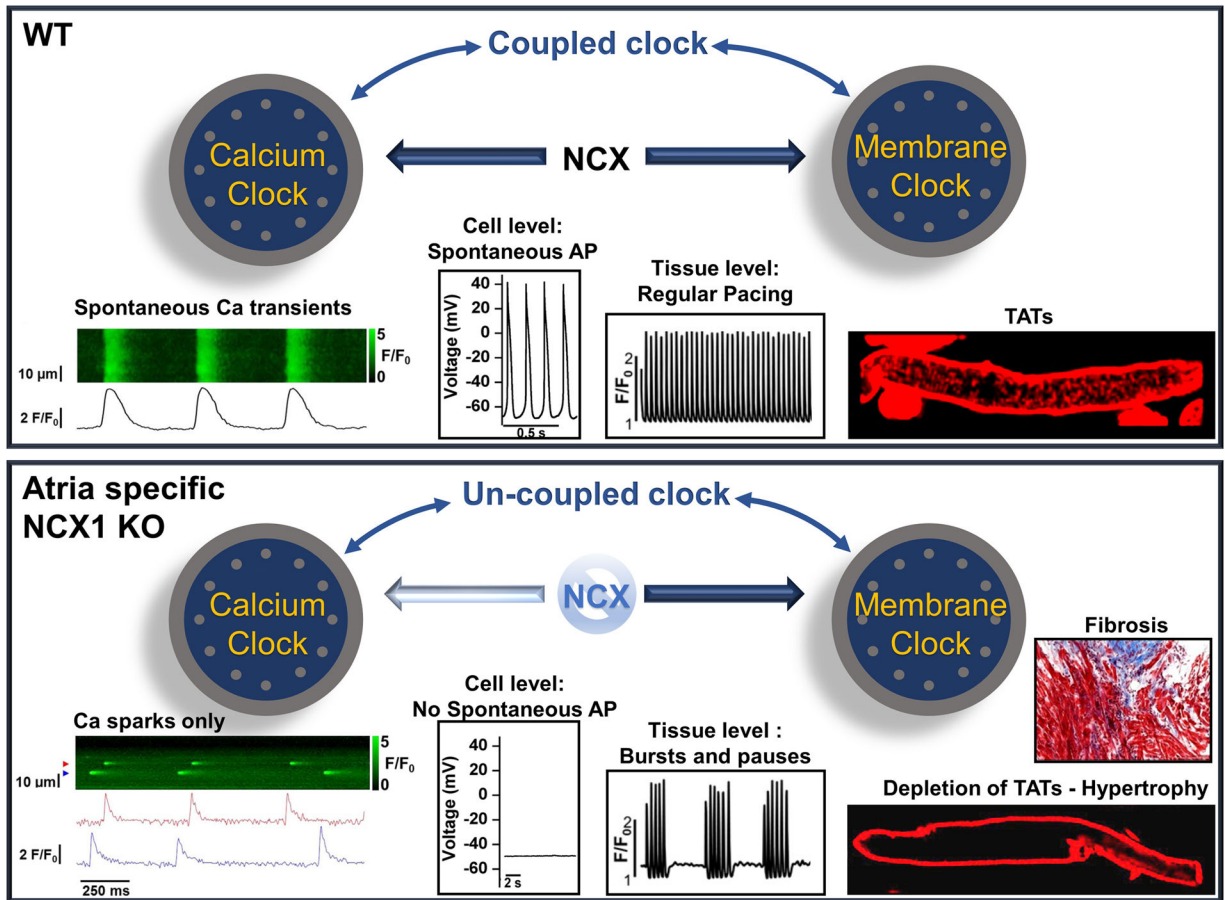 WT
Coupled clock
Calcium
Clock
NCX
Membrane
Clock
Spontaneous Ca transients
5
F/F0
0
10 µm
2 F/F0
Cell level:
Spontaneous AP
Voltage (mV)
40
20
0
-20
-40
-60
0.5 s
Tissue level:
Regular Pacing
F/F0
2
1
TATs
Atria specific
NCX1 KO
Un-coupled clock
Calcium
Clock
NCX
Membrane
Clock
Ca sparks only
5
F/F0
0
10 µm
2 F/F0
250 ms
Cell level:
No Spontaneous AP
Voltage (mV)
40
20
0
-20
-40
-60
2 s
Tissue level :
Bursts and pauses
F/F0
2
1
Fibrosis
Depletion of TATs - Hypertrophy